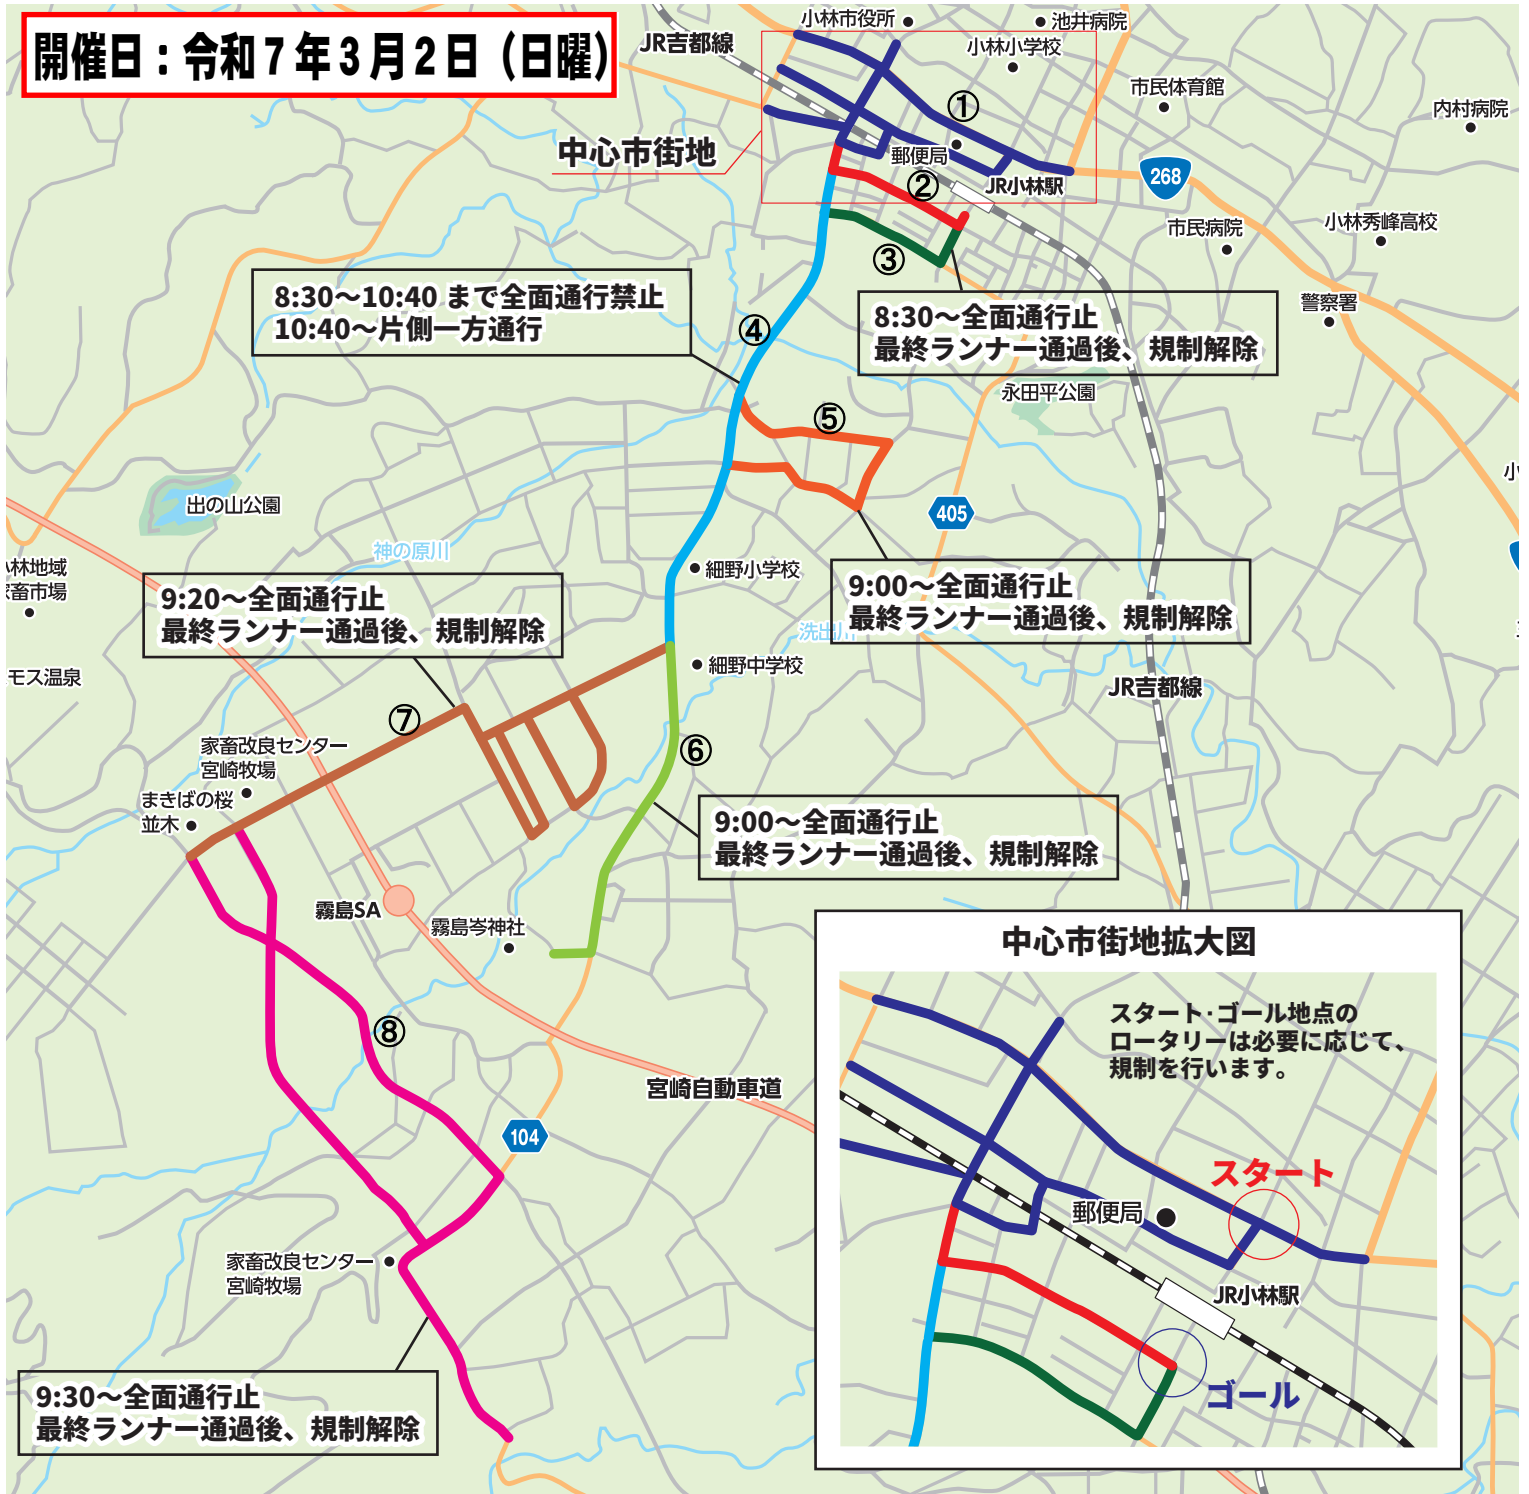 開催日：令和７年３月２日（日曜）
JR吉都線
小林市役所
池井病院
小林小学校
市民体育館
内村病院
中心市街地
①
郵便局
②
JR小林駅
268
市民病院
小林秀峰高校
③
警察署
8:30～10:40 まで全面通行禁止
10:40～片側一方通行
④
8:30～全面通行止
最終ランナー通過後、規制解除
永田平公園
⑤
出の山公園
405
神の原川
細野小学校
9:20～全面通行止
最終ランナー通過後、規制解除
9:00～全面通行止
最終ランナー通過後、規制解除
洗出川
林地域
畜市場
モス温泉
細野中学校
JR吉都線
⑦
⑥
家畜改良センター
宮崎牧場
まきばの桜
並木
9:00～全面通行止
最終ランナー通過後、規制解除
霧島SA
霧島岑神社
⑧
宮崎自動車道
104
家畜改良センター
宮崎牧場
9:30～全面通行止
最終ランナー通過後、規制解除
中心市街地拡大図
スタート・ゴール地点の
ロータリーは必要に応じて、
規制を行います。
スタート
郵便局
JR小林駅
ゴール